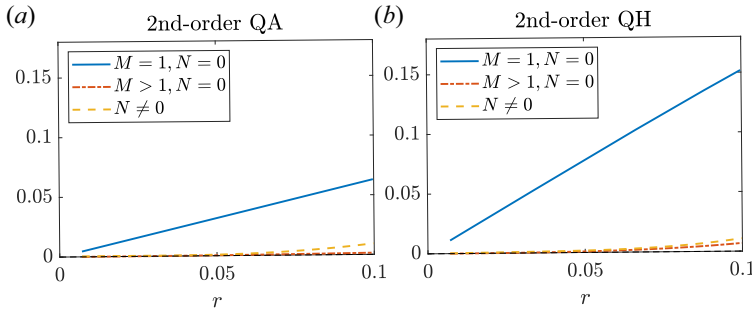 (a) 2nd-order QA
0.15
0.1
0.05
0
M = 1, N = 0
M > 1, N = 0
N ≠ 0
0 0.05 0.1
r
(b) 2nd-order QH
0.15
0.1
0.05
0
M = 1, N = 0
M > 1, N = 0
N ≠ 0
0 0.05 0.1
r